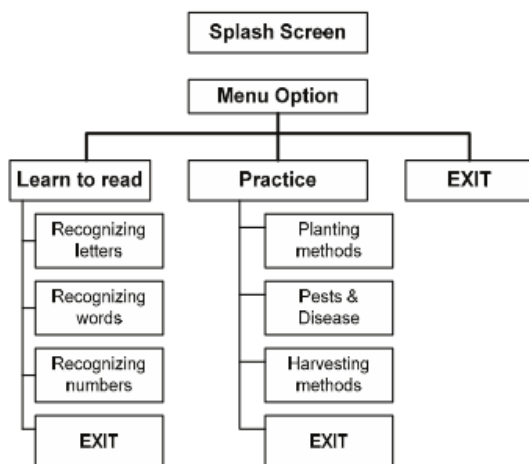 Splash Screen
Menu Option
Learn to read
Practice
EXIT
Recognizing
letters
Recognizing
words
Recognizing
numbers
EXIT
Planting
methods
Pests &
Disease
Harvesting
methods
EXIT